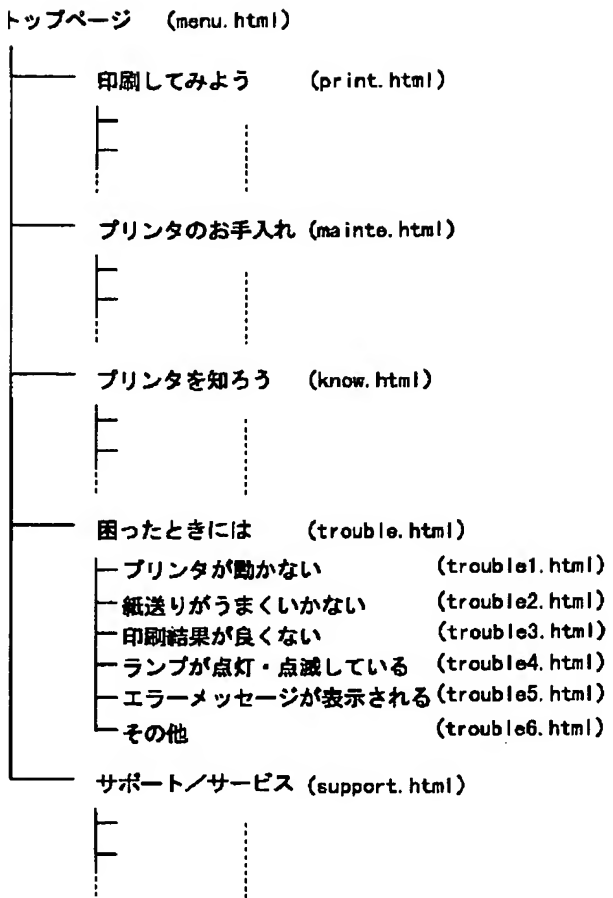 トップページ (menu.html)
印刷してみよう (print.html)
プリンタのお手入れ (mainte.html)
プリンタを知ろう (know.html)
困ったときには (trouble.html)
プリンタが動かない (trouble1.html)
紙送りがうまくいかない (trouble2.html)
印刷結果が良くない (trouble3.html)
ランプが点灯・点滅している (trouble4.html)
エラーメッセージが表示される (trouble5.html)
その他 (trouble6.html)
サポート／サービス (support.html)